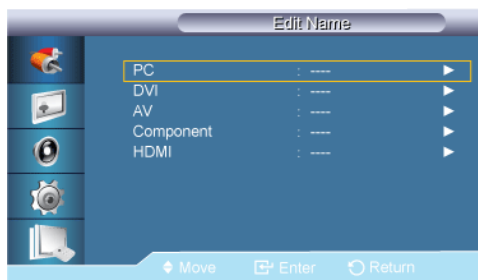 Edit Name
PC : ---- ►
DVI : ---- ►
AV : ---- ►
Component : ---- ►
HDMI : ---- ►
Move Enter Return